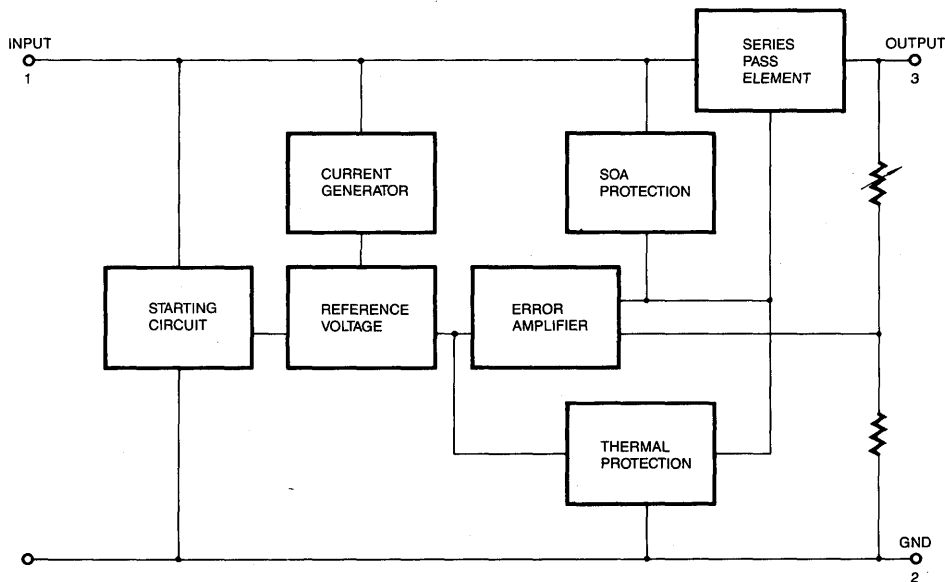 INPUT
1
SERIES
PASS
ELEMENT
OUTPUT
3
CURRENT
GENERATOR
SOA
PROTECTION
STARTING
CIRCUIT
REFERENCE
VOLTAGE
ERROR
AMPLIFIER
THERMAL
PROTECTION
GND
2